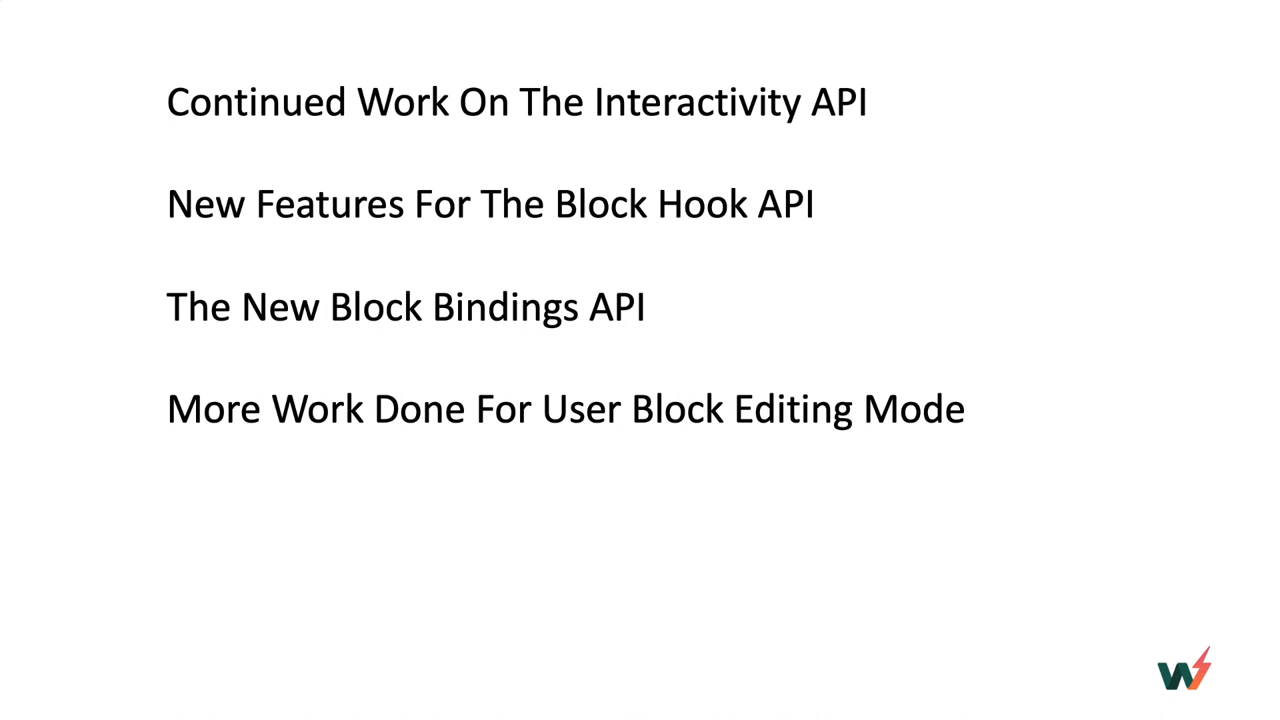 Continued Work On The Interactivity API
New Features For The Block Hook API
The New Block Bindings API
More Work Done For User Block Editing Mode